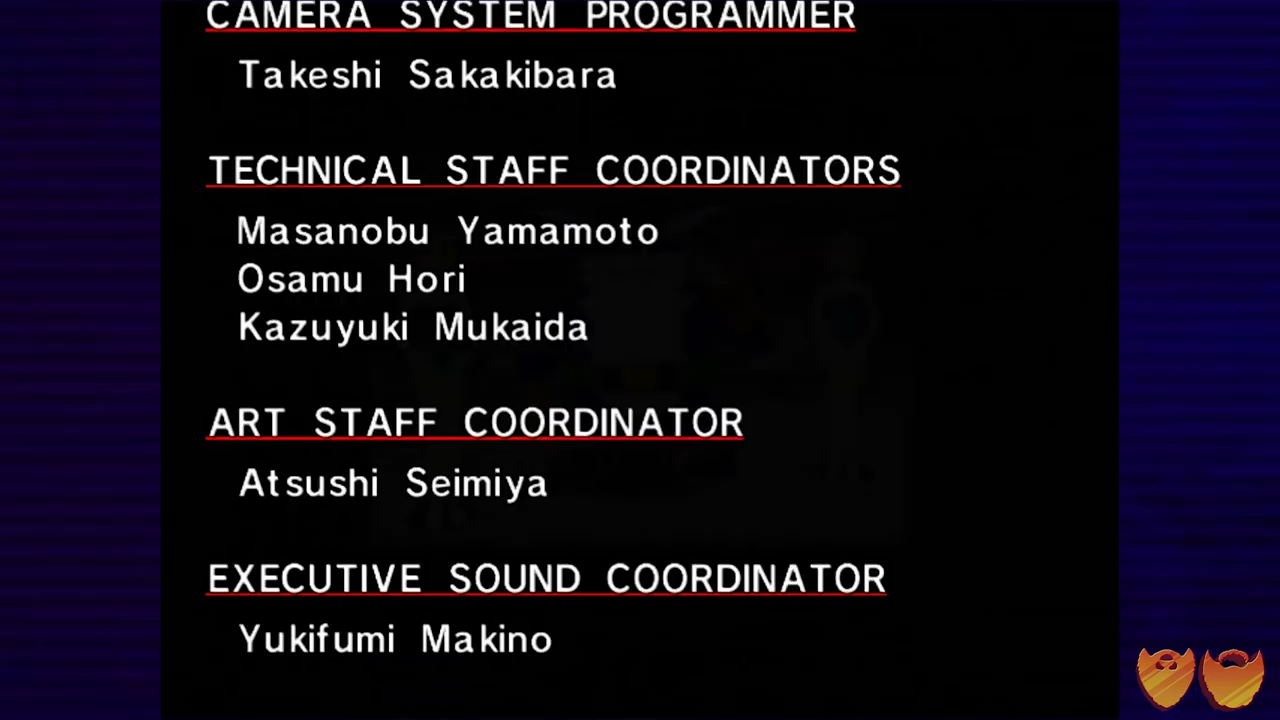 CAMERA SYSTEM PROGRAMMER
Takeshi Sakakibara
TECHNICAL STAFF COORDINATORS
Masanobu Yamamoto
Osamu Hori
Kazuyuki Mukaida
ART STAFF COORDINATOR
Atsushi Seimiya
EXECUTIVE SOUND COORDINATOR
Yukifumi Makino